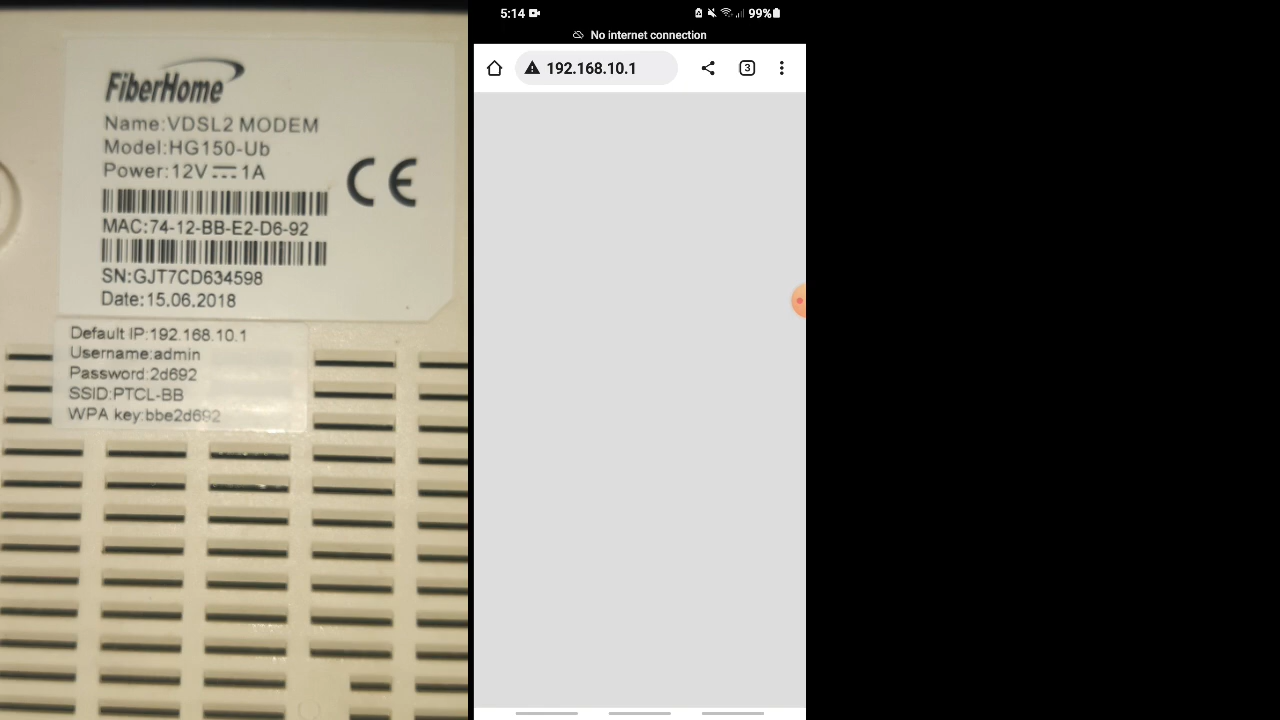 FiberHome
Name:VDSL2 MODEM
Model:HG150-Ub
Power:12V⎓1A
CE
MAC:74-12-BB-E2-D6-92
SN:GJT7CD634598
Date:15.06.2018
Default IP:192.168.10.1
Username:admin
Password:2d692
SSID:PTCL-BB
WPA key:bbe2d692
5:14
99%
No internet connection
192.168.10.1
3